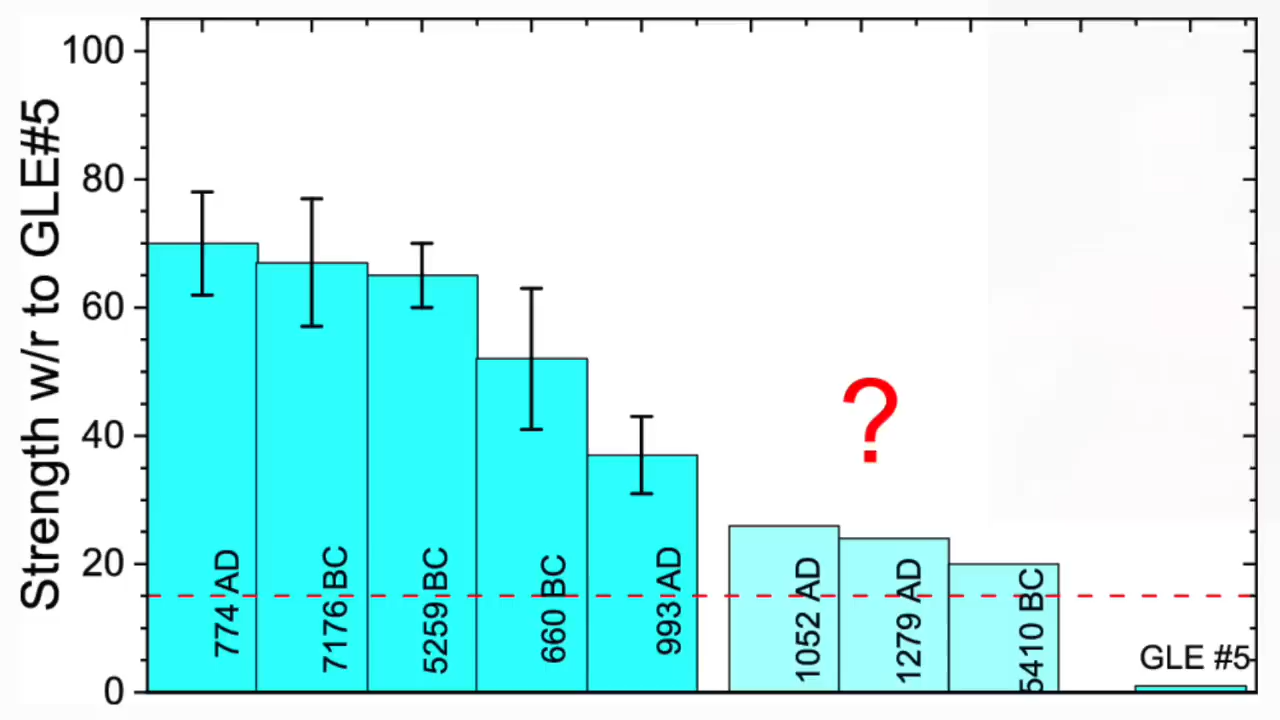 Strength w/r to GLE#5
100
80
60
40
20
0
774 AD
7176 BC
5259 BC
660 BC
993 AD
?
1052 AD
1279 AD
5410 BC
GLE #5